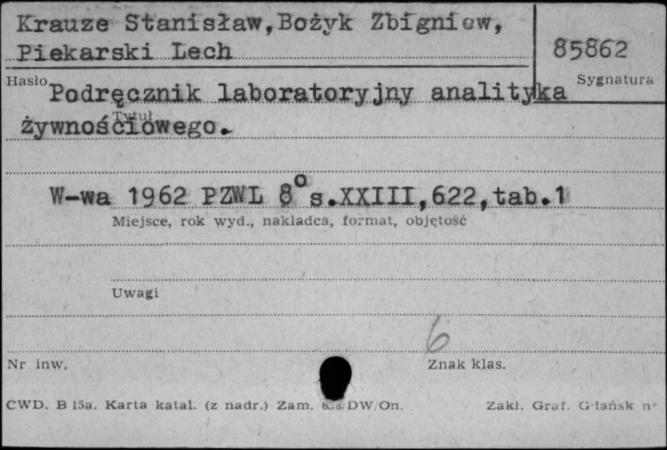 Krauze Stanisław,Bożyk Zbigniew,
Piekarski Lech
85862
Hasło
Sygnatura
Podręcznik laboratoryjny analityka
Tytuł
żywnościowego.
W-wa 1962 PZWL 8° s.XXIII,622,tab.1
Miejsce, rok wyd., nakładca, format, objętość
Uwagi
6
Nr inw.
Znak klas.
CWD. B 15a. Karta katal. (z nadr.) Zam. DW/On.
Zakł. Graf. Gdańsk